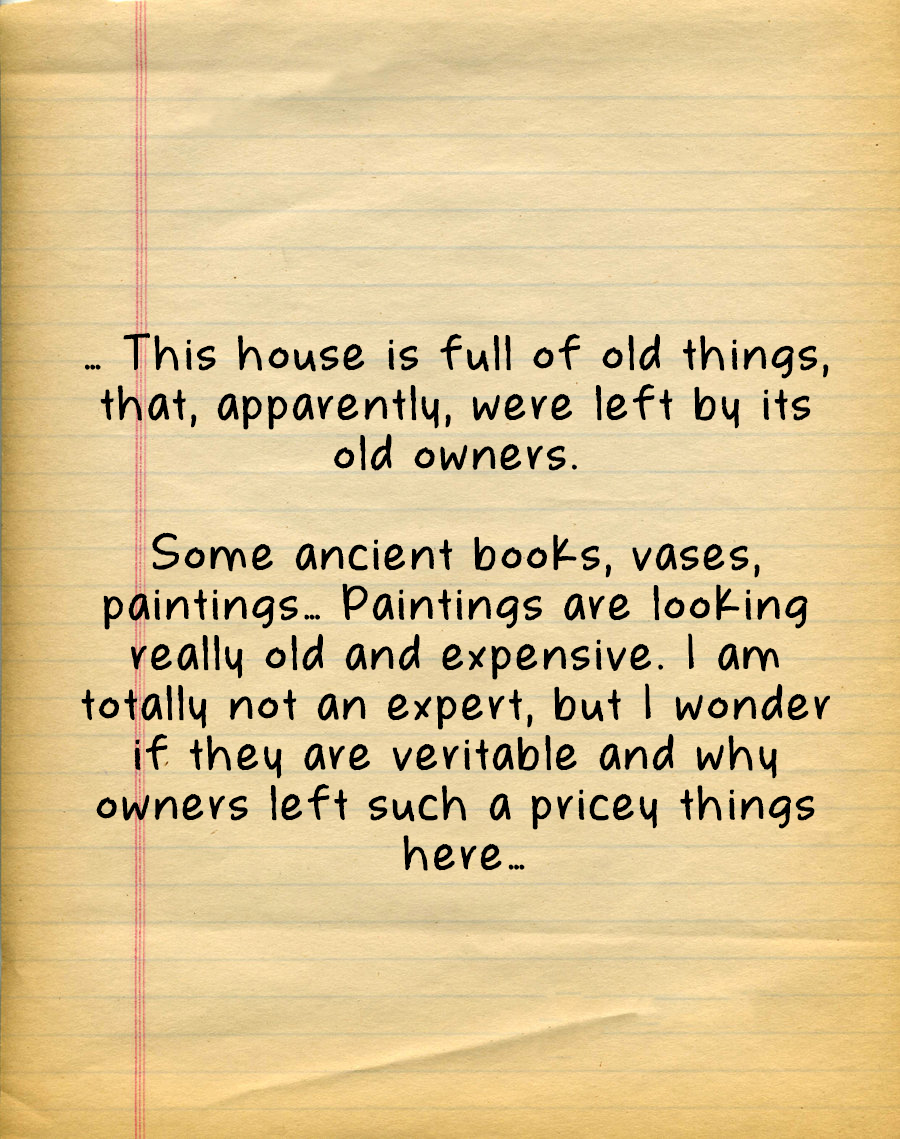 … This house is full of old things,
that, apparently, were left by its
old owners.
Some ancient books, vases,
paintings… Paintings are looking
really old and expensive. I am
totally not an expert, but I wonder
if they are veritable and why
owners left such a pricey things
here…